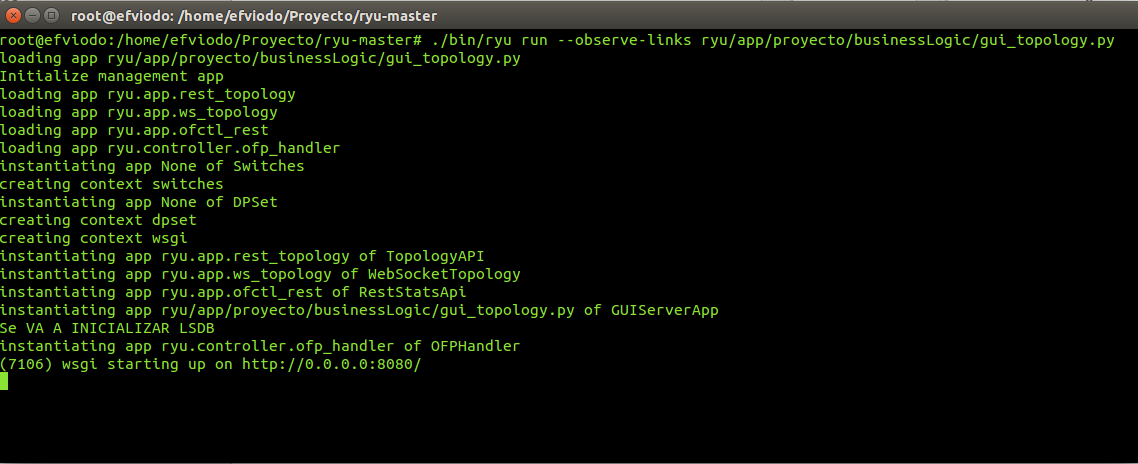 root@efviodo: /home/efviodo/Proyecto/ryu-master
root@efviodo:/home/efviodo/Proyecto/ryu-master# ./bin/ryu run --observe-links ryu/app/proyecto/businessLogic/gui_topology.py
loading app ryu/app/proyecto/businessLogic/gui_topology.py
Initialize management app
loading app ryu.app.rest_topology
loading app ryu.app.ws_topology
loading app ryu.app.ofctl_rest
loading app ryu.controller.ofp_handler
instantiating app None of Switches
creating context switches
instantiating app None of DPSet
creating context dpset
creating context wsgi
instantiating app ryu.app.rest_topology of TopologyAPI
instantiating app ryu.app.ws_topology of WebSocketTopology
instantiating app ryu.app.ofctl_rest of RestStatsApi
instantiating app ryu/app/proyecto/businessLogic/gui_topology.py of GUIServerApp
Se VA A INICIALIZAR LSDB
instantiating app ryu.controller.ofp_handler of OFPHandler
(7106) wsgi starting up on http://0.0.0.0:8080/